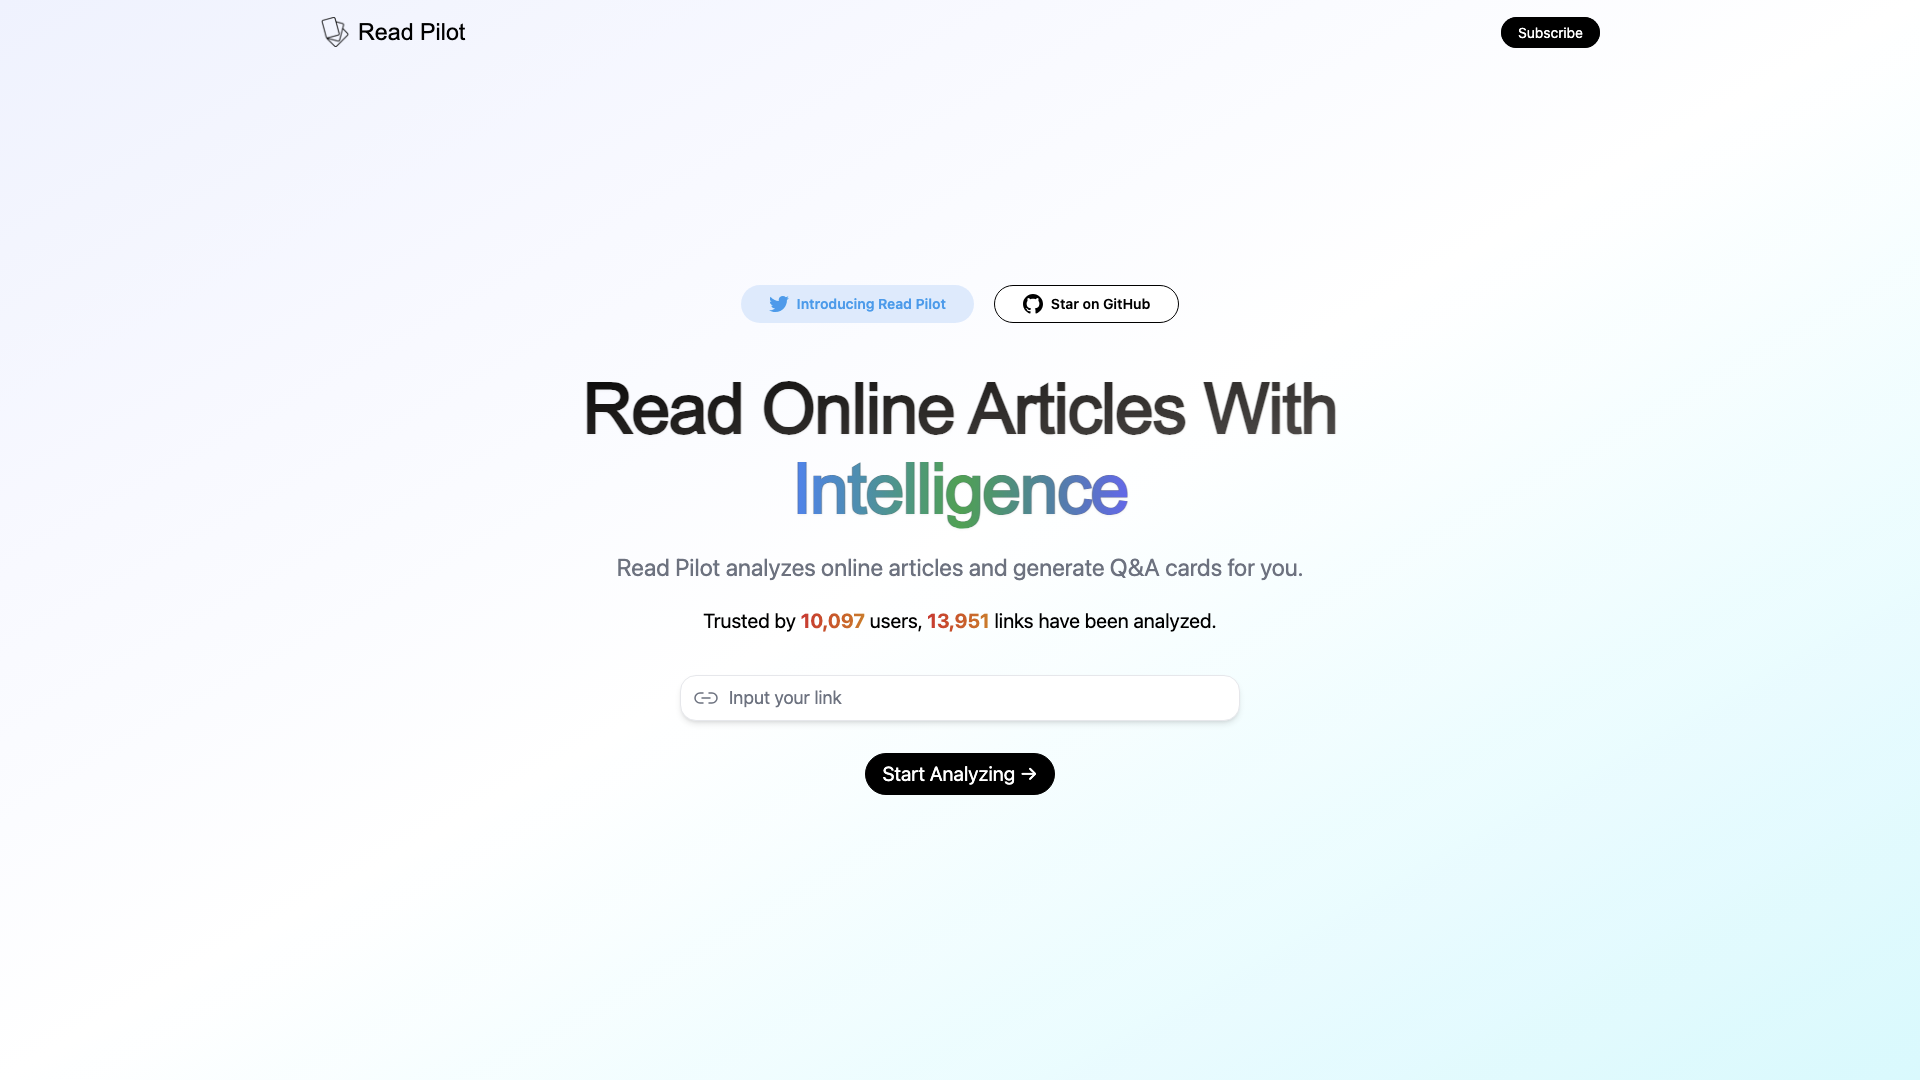 Read Pilot
Subscribe
Introducing Read Pilot
Star on GitHub
Read Online Articles With
Intelligence
Read Pilot analyzes online articles and generate Q&A cards for you.
Trusted by 10,097 users, 13,951 links have been analyzed.
Input your link
Start Analyzing →